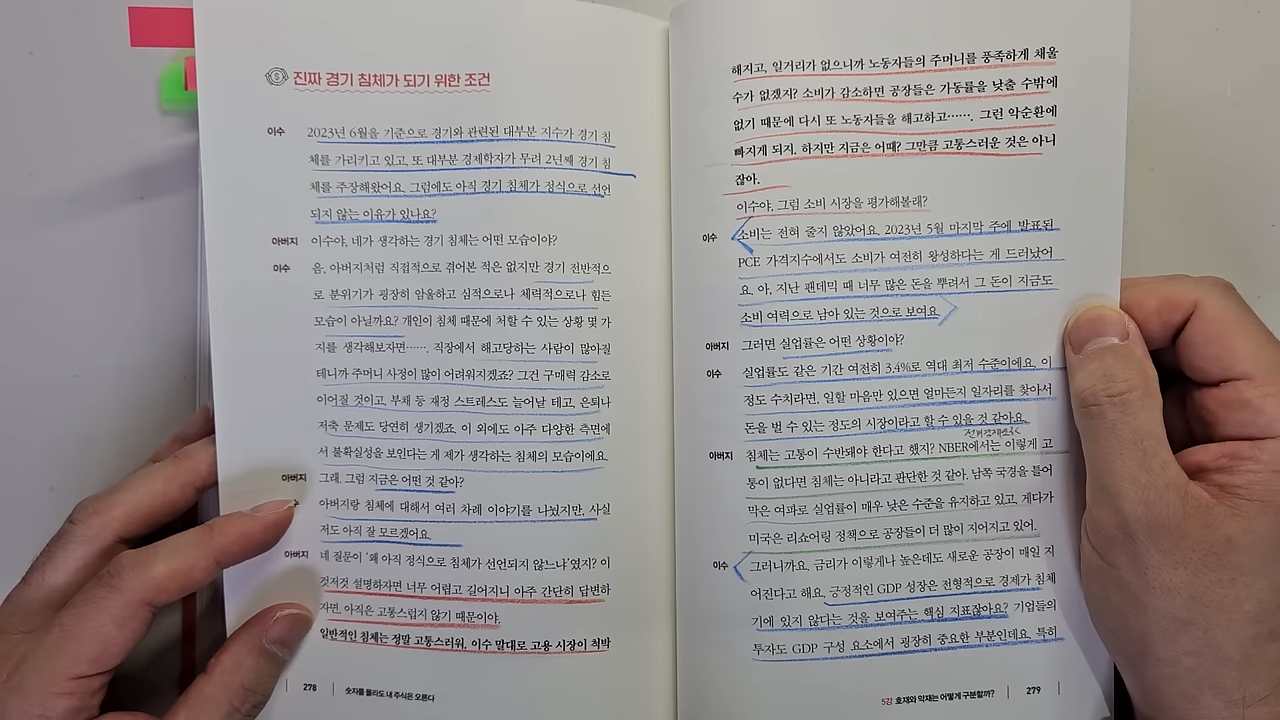 진짜 경기 침체가 되기 위한 조건
이수 2023년 6월을 기준으로 경기와 관련된 대부분 지수가 경기 침
체를 가리키고 있고, 또 대부분 경제학자가 무려 2년째 경기 침
체를 주장해왔어요. 그럼에도 아직 경기 침체가 정식으로 선언
되지 않는 이유가 있나요?
아버지 이수야, 네가 생각하는 경기 침체는 어떤 모습이야?
이수 음, 아버지처럼 직접적으로 겪어본 적은 없지만 경기 전반적으
로 분위기가 굉장히 암울하고 심적으로나 체력적으로나 힘든
모습이 아닐까요? 개인이 침체 때문에 처할 수 있는 상황 몇 가
지를 생각해보자면……. 직장에서 해고당하는 사람이 많아질
테니까 주머니 사정이 많이 어려워지겠죠? 그건 구매력 감소로
이어질 것이고, 부채 등 재정 스트레스도 늘어날 테고, 은퇴나
저축 문제도 당연히 생기겠죠. 이 외에도 아주 다양한 측면에
서 불확실성을 보인다는 게 제가 생각하는 침체의 모습이에요.
아버지 그래, 그럼 지금은 어떤 것 같아?
수 아버지랑 침체에 대해서 여러 차례 이야기를 나눴지만, 사실
저도 아직 잘 모르겠어요.
아버지 네 질문이 '왜 아직 정식으로 침체가 선언되지 않느냐'였지? 이
것저것 설명하자면 너무 어렵고 길어지니 아주 간단히 답변하
자면, 아직은 고통스럽지 않기 때문이야.
일반적인 침체는 정말 고통스러워. 이수 말대로 고용 시장이 척박
278 숫자를 몰라도 내 주식은 오른다
해지고, 일거리가 없으니까 노동자들의 주머니를 풍족하게 채울
수가 없겠지? 소비가 감소하면 공장들은 가동률을 낮출 수밖에
없기 때문에 다시 또 노동자들을 해고하고……. 그런 악순환에
빠지게 되지. 하지만 지금은 어때? 그만큼 고통스러운 것은 아니
잖아.
이수야, 그럼 소비 시장을 평가해볼래?
이수 소비는 전혀 줄지 않았어요. 2023년 5월 마지막 주에 발표된
PCE 가격지수에서도 소비가 여전히 왕성하다는 게 드러났어
요. 아, 지난 팬데믹 때 너무 많은 돈을 뿌려서 그 돈이 지금도
소비 여력으로 남아 있는 것으로 보여요.
아버지 그러면 실업률은 어떤 상황이야?
이수 실업률도 같은 기간 여전히 3.4%로 역대 최저 수준이에요. 이
정도 수치라면, 일할 마음만 있으면 얼마든지 일자리를 찾아서
돈을 벌 수 있는 정도의 시장이라고 할 수 있을 것 같아요.
아버지 침체는 고통이 수반돼야 한다고 했지? NBER에서는 이렇게 고
통이 없다면 침체는 아니라고 판단한 것 같아. 남쪽 국경을 틀어
막은 여파로 실업률이 매우 낮은 수준을 유지하고 있고, 게다가
미국은 리쇼어링 정책으로 공장들이 더 많이 지어지고 있어.
이수 그러니까요. 금리가 이렇게나 높은데도 새로운 공장이 매일 지
어진다고 해요. 긍정적인 GDP 성장은 전형적으로 경제가 침체
기에 있지 않다는 것을 보여주는 핵심 지표잖아요? 기업들의
투자도 GDP 구성 요소에서 굉장히 중요한 부분인데요. 특히
5강 호재와 악재는 어떻게 구분할까? 279